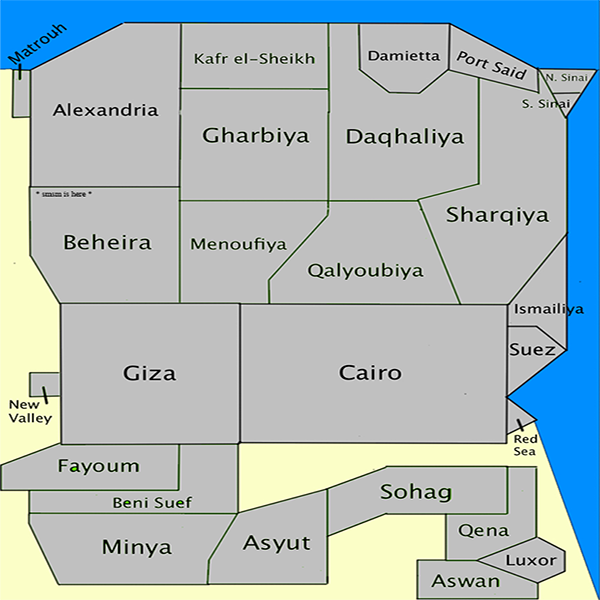 Matrouh
Kafr el-Sheikh
Damietta
Port Said
N. Sinai
S. Sinai
Alexandria
Gharbiya
Daqhaliya
* smsm is here *
Beheira
Menoufiya
Qalyoubiya
Sharqiya
Ismailiya
Suez
Giza
Cairo
New
Valley
Red
Sea
Fayoum
Beni Suef
Sohag
Minya
Asyut
Qena
Luxor
Aswan